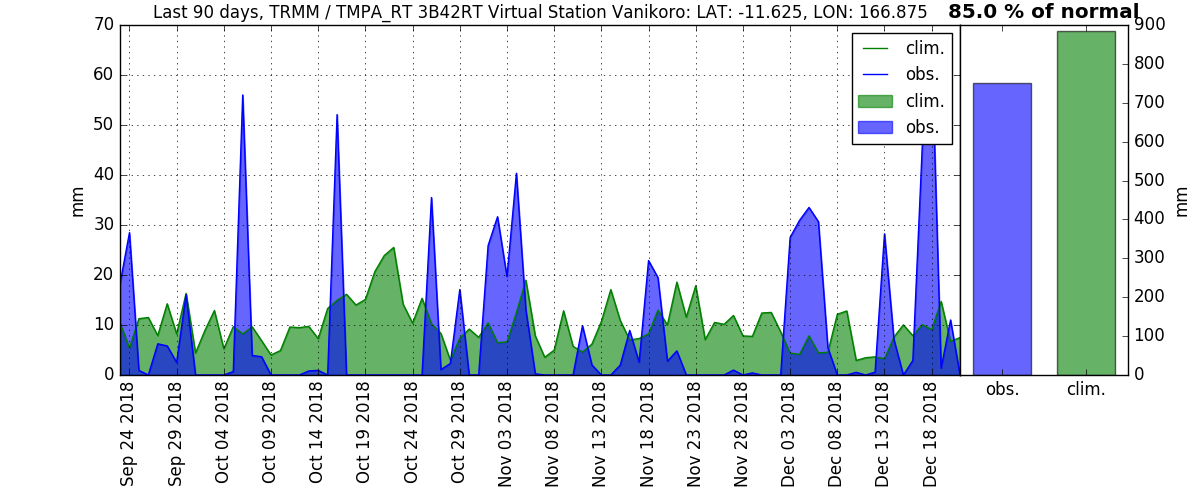 Last 90 days, TRMM / TMPA_RT 3B42RT Virtual Station Vanikoro: LAT: -11.625, LON: 166.875
85.0 % of normal
70
60
50
40
30
20
10
0
mm
clim.
obs.
clim.
obs.
Sep 24 2018
Sep 29 2018
Oct 04 2018
Oct 09 2018
Oct 14 2018
Oct 19 2018
Oct 24 2018
Oct 29 2018
Nov 03 2018
Nov 08 2018
Nov 13 2018
Nov 18 2018
Nov 23 2018
Nov 28 2018
Dec 03 2018
Dec 08 2018
Dec 13 2018
Dec 18 2018
900
800
700
600
500
400
300
200
100
0
mm
obs.
clim.